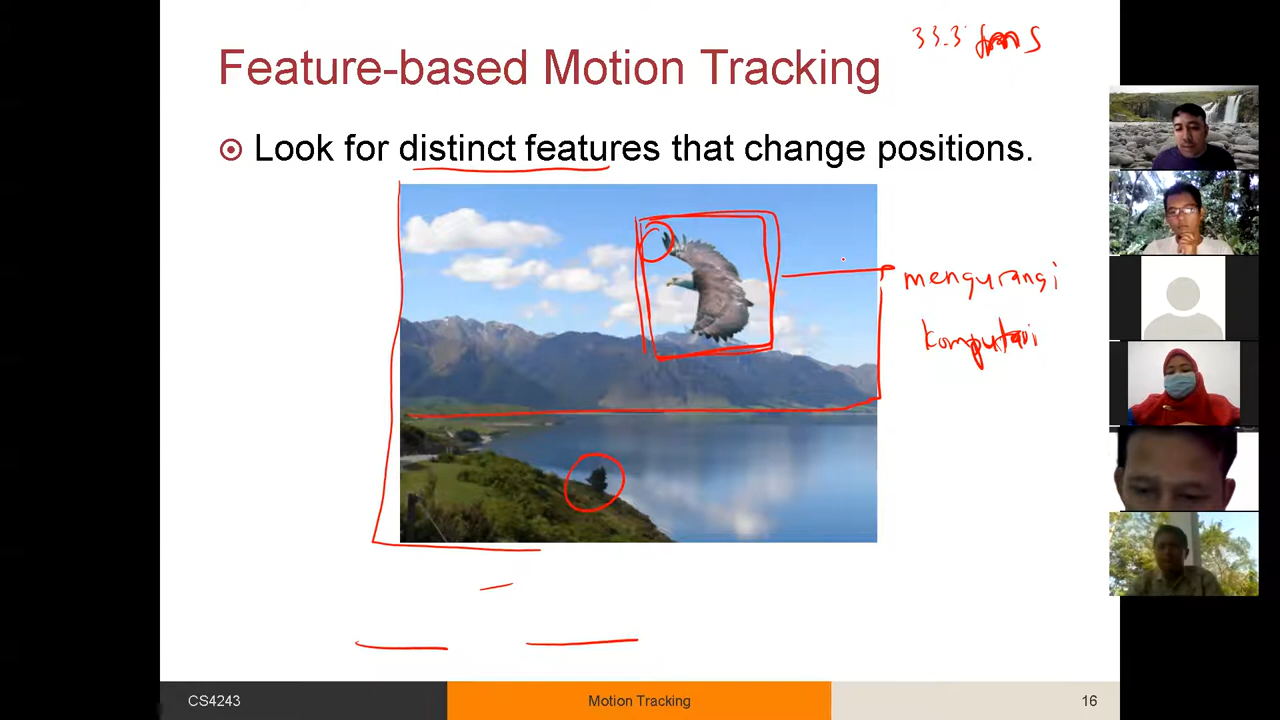 33.3
Feature-based Motion Tracking
Look for distinct features that change positions.
mengurangi
komputasi
CS4243
Motion Tracking
16